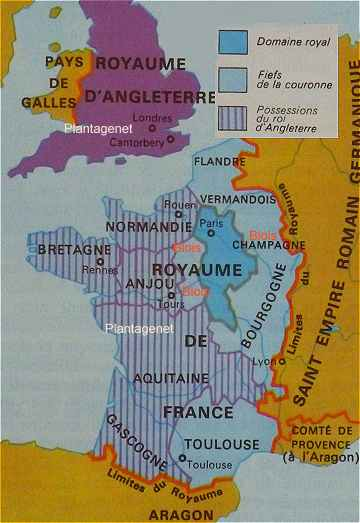 PAYS
DE
GALLES
ROYAUME
D'ANGLETERRE
Plantagenet
Londres
Cantorbery
Domaine royal
Fiefs
de la couronne
Possessions
du roi
d'Angleterre
FLANDRE
VERMANDOIS
Rouen
NORMANDIE
Paris
Blois
CHAMPAGNE
Blois
BRETAGNE
Rennes
ROYAUME
ANJOU
Blois
Tours
BOURGOGNE
Limites du Royaume
SAINT EMPIRE ROMAIN GERMANIQUE
Plantagenet
DE
Lyon
AQUITAINE
FRANCE
GASCOGNE
TOULOUSE
Toulouse
COMTÉ DE
PROVENCE
(à l'Aragon)
Limites du Royaume
ARAGON